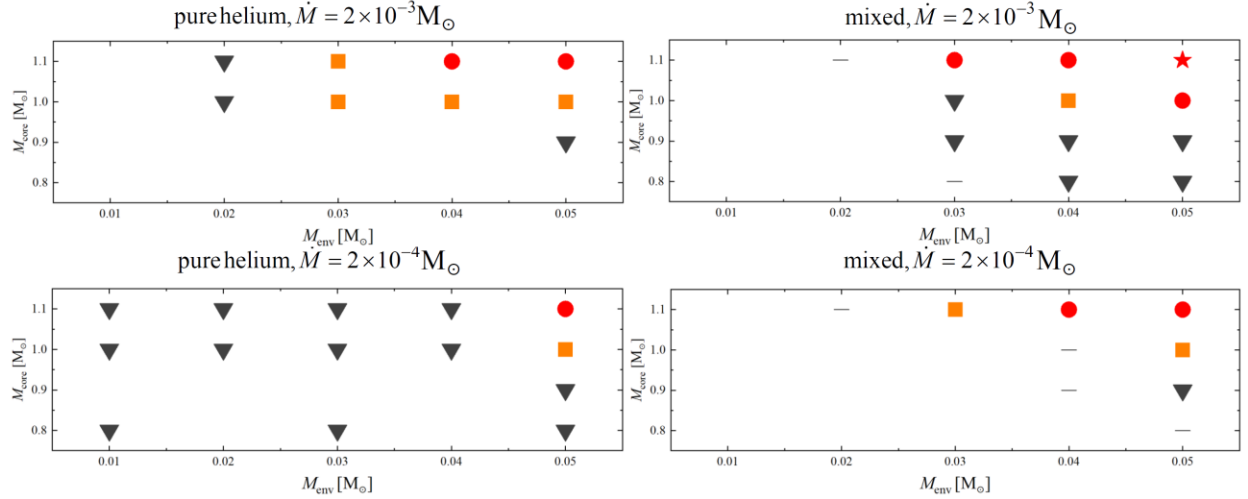 pure helium, Ṁ = 2×10⁻³M☉
M_core [M☉]
1.1
1.0
0.9
0.8
0.01 0.02 0.03 0.04 0.05
M_env [M☉]
mixed, Ṁ = 2×10⁻³M☉
M_core [M☉]
1.1
1.0
0.9
0.8
0.01 0.02 0.03 0.04 0.05
M_env [M☉]
pure helium, Ṁ = 2×10⁻⁴M☉
M_core [M☉]
1.1
1.0
0.9
0.8
0.01 0.02 0.03 0.04 0.05
M_env [M☉]
mixed, Ṁ = 2×10⁻⁴M☉
M_core [M☉]
1.1
1.0
0.9
0.8
0.01 0.02 0.03 0.04 0.05
M_env [M☉]